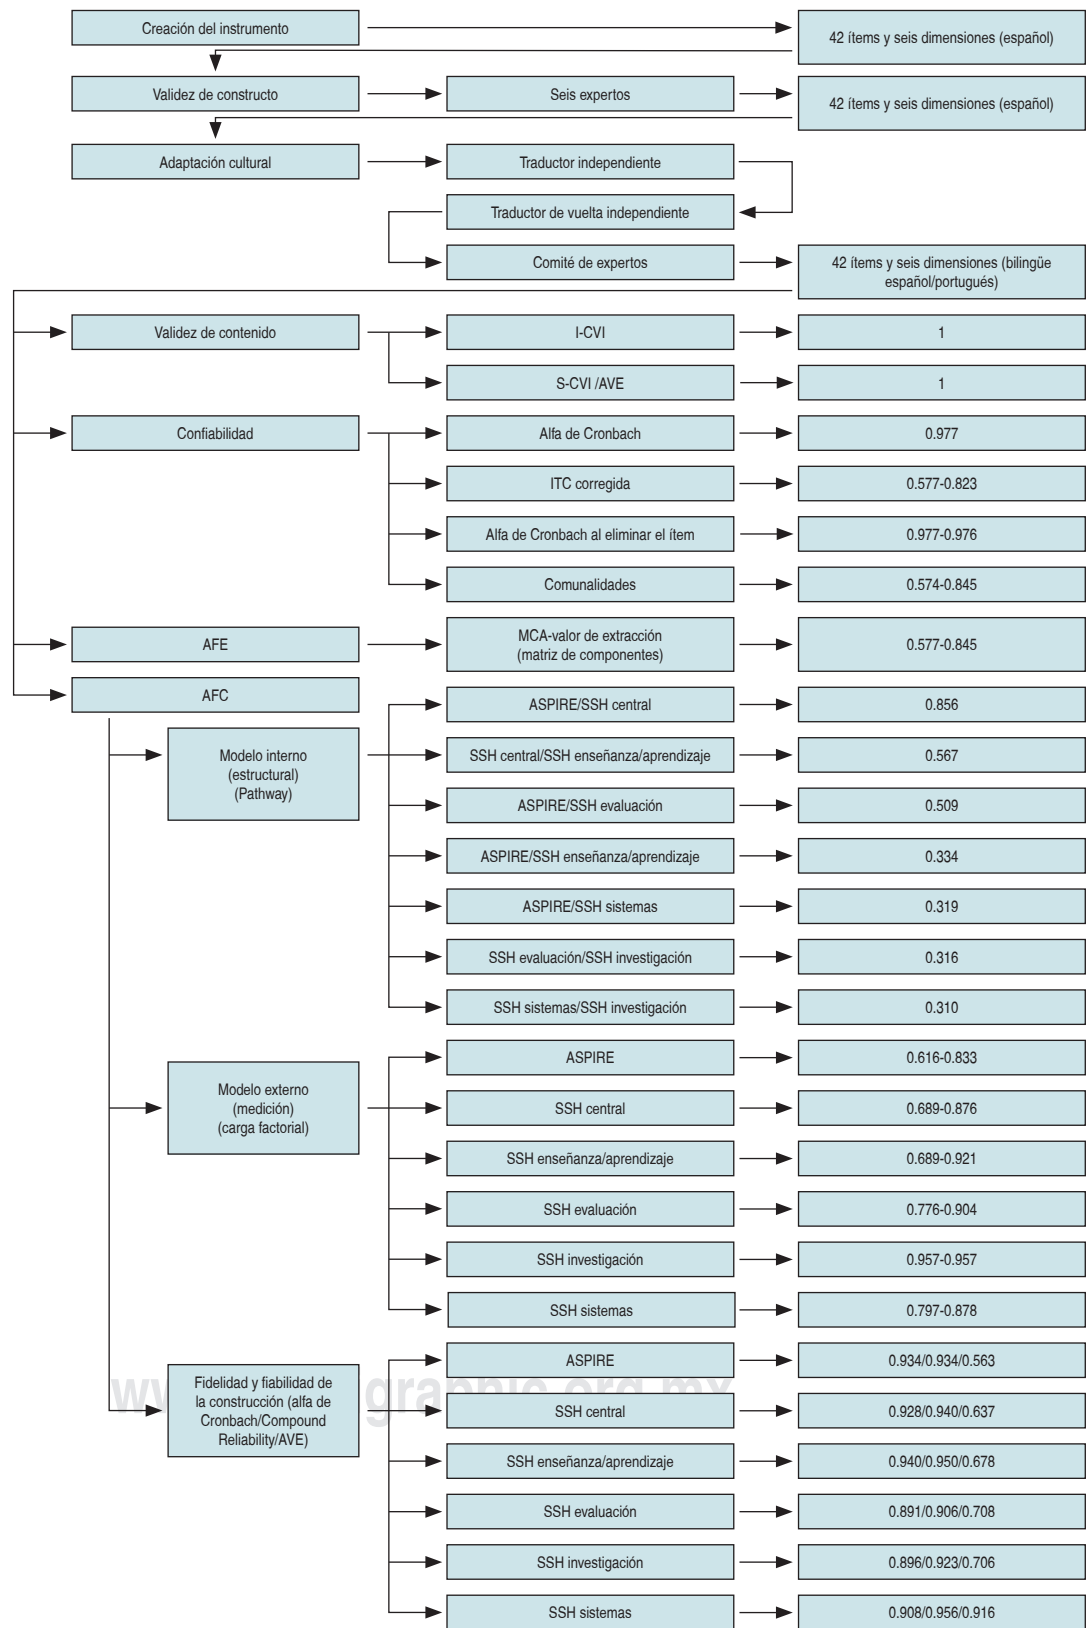 Creación del instrumento
42 ítems y seis dimensiones (español)
Validez de constructo
Seis expertos
42 ítems y seis dimensiones (español)
Adaptación cultural
Traductor independiente
Traductor de vuelta independiente
Comité de expertos
42 ítems y seis dimensiones (bilingüe
español/portugués)
Validez de contenido
I-CVI
1
S-CVI /AVE
1
Confiabilidad
Alfa de Cronbach
0.977
ITC corregida
0.577-0.823
Alfa de Cronbach al eliminar el ítem
0.977-0.976
Comunalidades
0.574-0.845
AFE
MCA-valor de extracción
(matriz de componentes)
0.577-0.845
AFC
Modelo interno
(estructural)
(Pathway)
ASPIRE/SSH central
0.856
SSH central/SSH enseñanza/aprendizaje
0.567
ASPIRE/SSH evaluación
0.509
ASPIRE/SSH enseñanza/aprendizaje
0.334
ASPIRE/SSH sistemas
0.319
SSH evaluación/SSH investigación
0.316
SSH sistemas/SSH investigación
0.310
Modelo externo
(medición)
(carga factorial)
ASPIRE
0.616-0.833
SSH central
0.689-0.876
SSH enseñanza/aprendizaje
0.689-0.921
SSH evaluación
0.776-0.904
SSH investigación
0.957-0.957
SSH sistemas
0.797-0.878
Fidelidad y fiabilidad de
la construcción (alfa de
Cronbach/Compound
Reliability/AVE)
ASPIRE
0.934/0.934/0.563
SSH central
0.928/0.940/0.637
SSH enseñanza/aprendizaje
0.940/0.950/0.678
SSH evaluación
0.891/0.906/0.708
SSH investigación
0.896/0.923/0.706
SSH sistemas
0.908/0.956/0.916